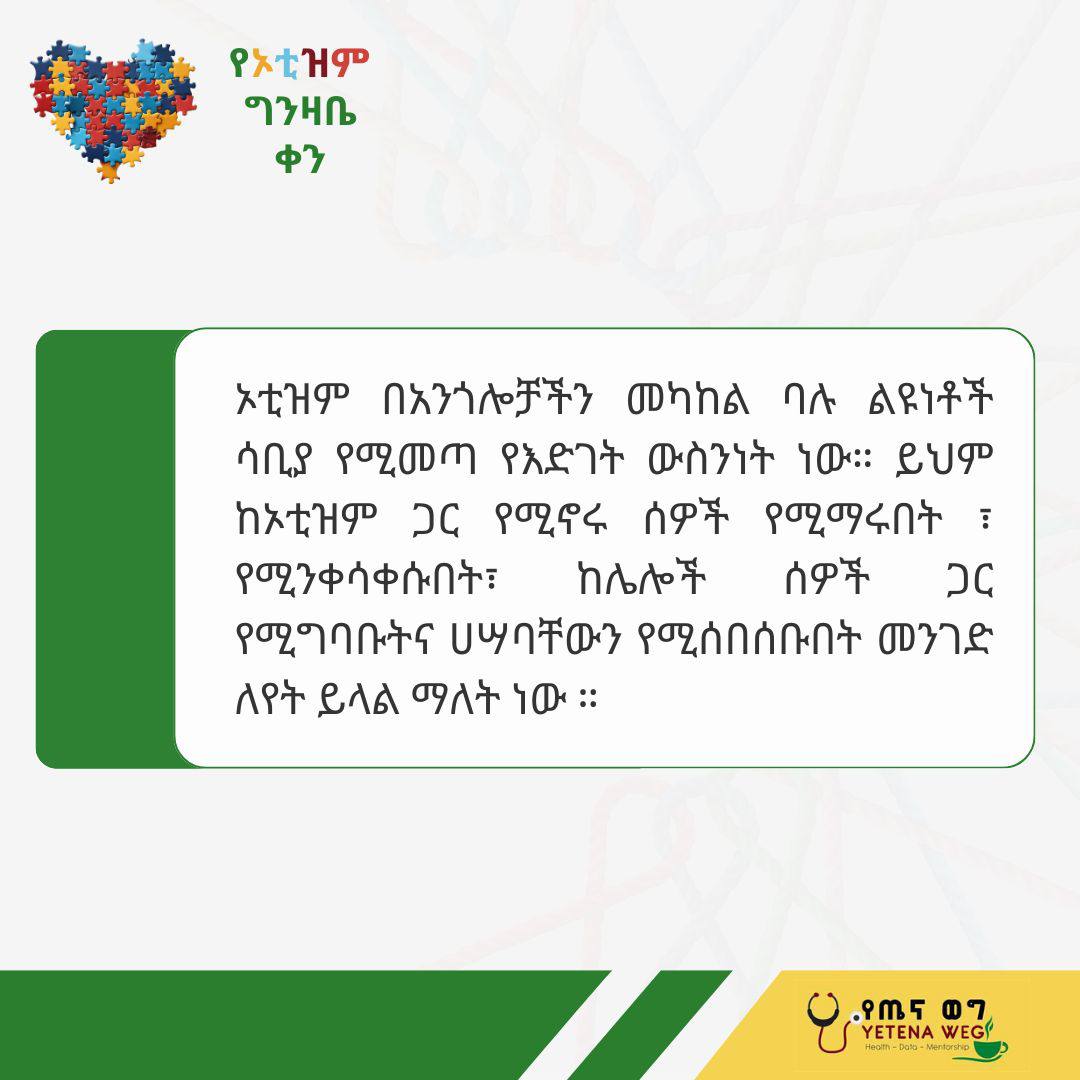 የኦቲዝም
ግንዛቤ
ቀን
ኦቲዝም በአንጎሎቻችን መካከል ባሉ ልዩነቶች
ሳቢያ የሚመጣ የእድገት ውስንነት ነው። ይህም
ከኦቲዝም ጋር የሚኖሩ ሰዎች የሚማሩበት ፣
የሚንቀሳቀሱበት፣ ከሌሎች ሰዎች ጋር
የሚግባቡትና ሀሣባቸውን የሚሰበሰቡበት መንገድ
ለየት ይላል ማለት ነው ።
የጤና ወግ
YETENA WEG
Health - Data - Mentorship